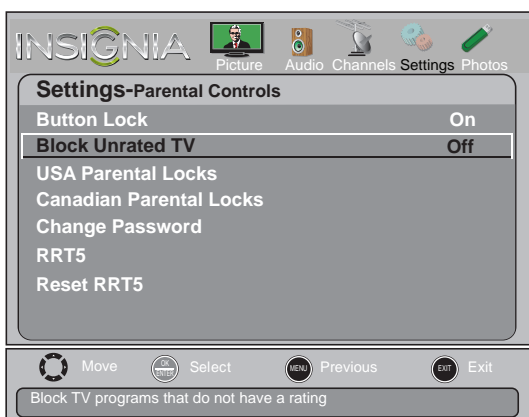 INSIGNIA
Picture Audio Channels Settings Photos
Settings-Parental Controls
Button Lock On
Block Unrated TV Off
USA Parental Locks
Canadian Parental Locks
Change Password
RRT5
Reset RRT5
Move OK ENTER Select MENU Previous EXIT Exit
Block TV programs that do not have a rating